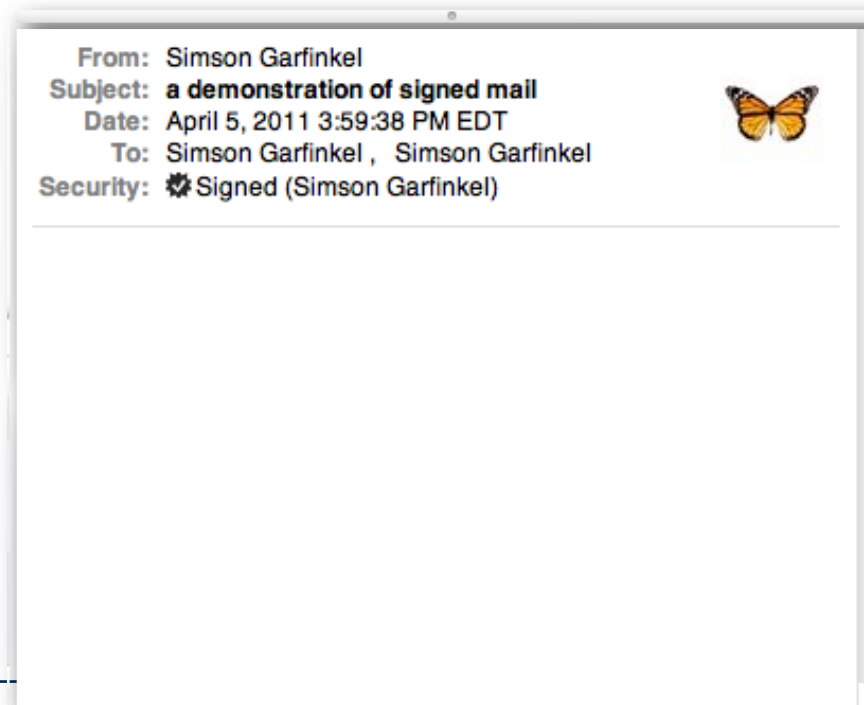 From: Simson Garfinkel
Subject: a demonstration of signed mail
Date: April 5, 2011 3:59:38 PM EDT
To: Simson Garfinkel , Simson Garfinkel
Security: Signed (Simson Garfinkel)